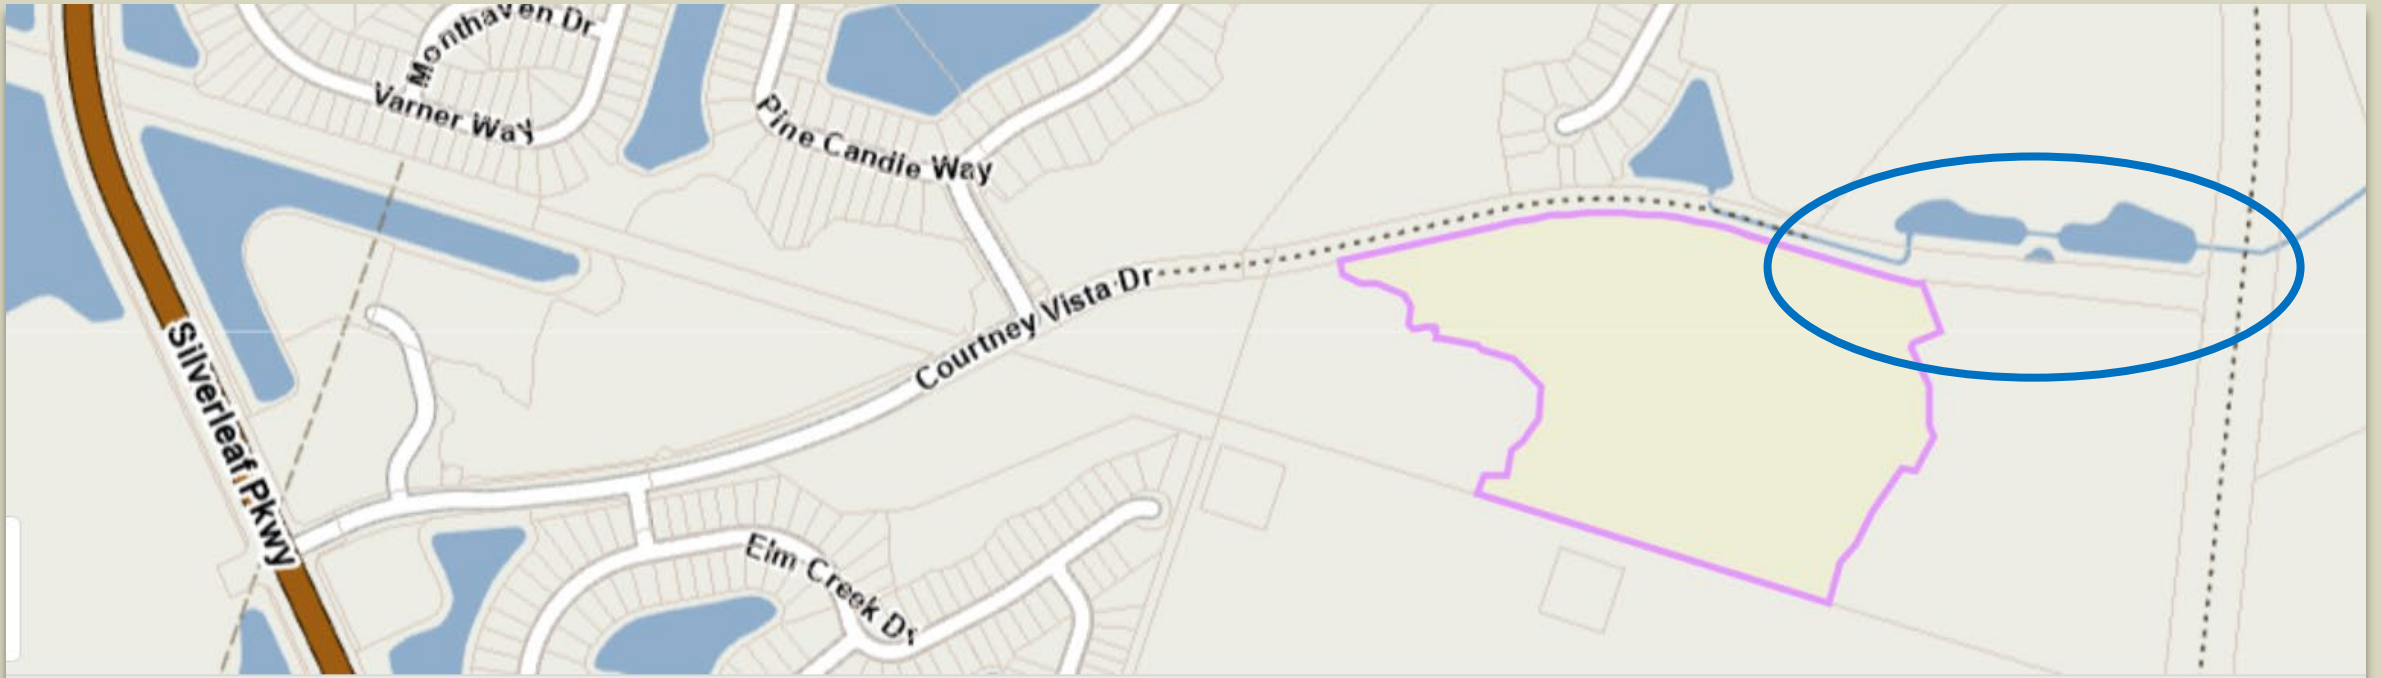 Monthaven Dr
Varner Way
Pine Candle Way
Courtney Vista Dr
Silverleaf Pkwy
Elm Creek Dr